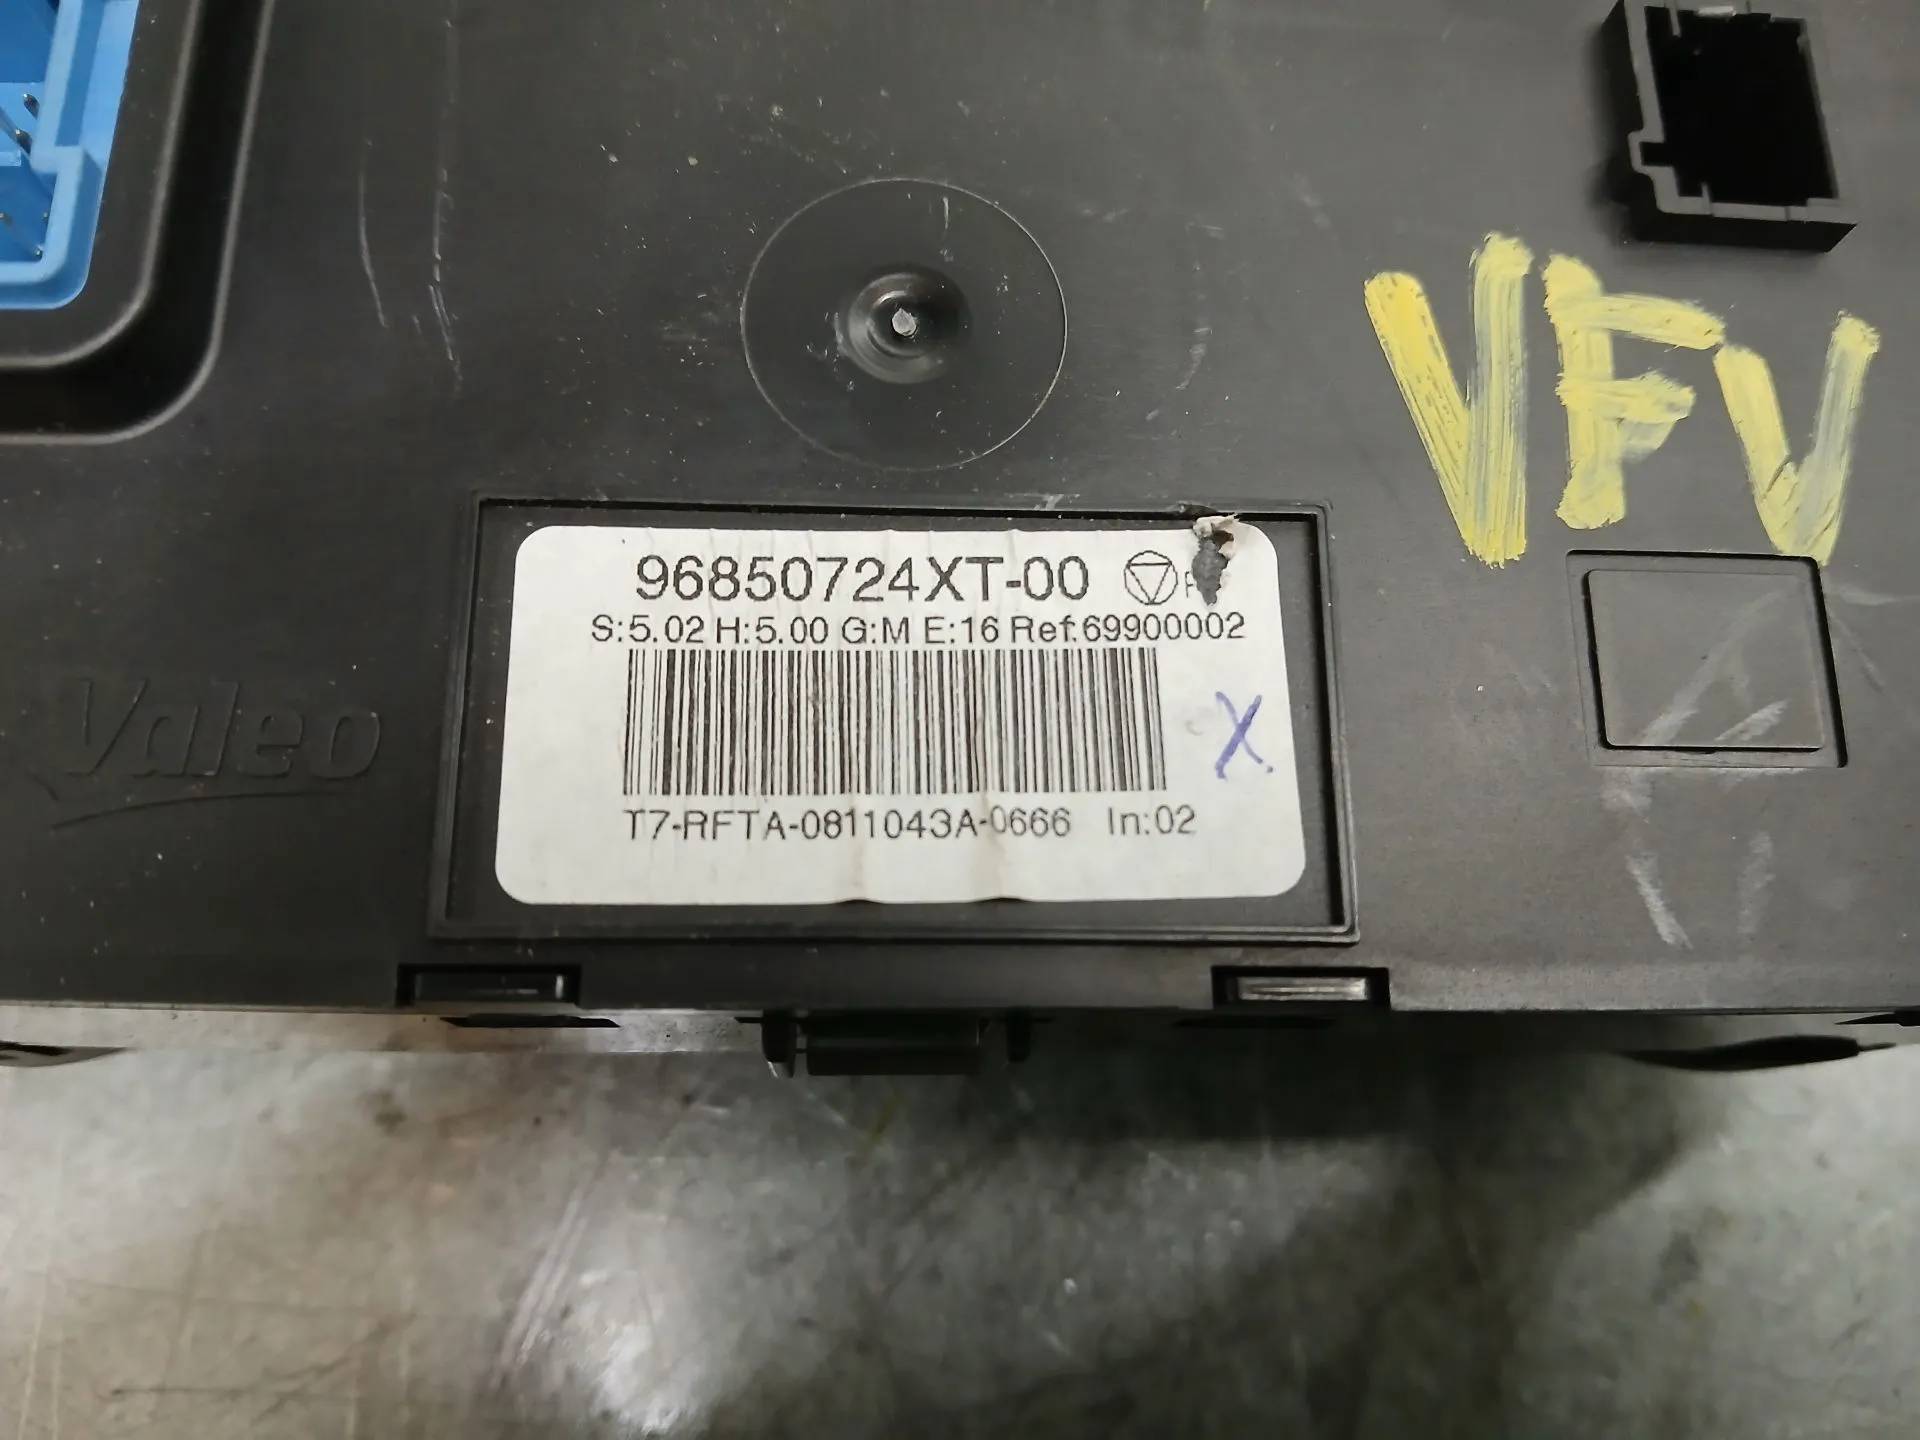 VFV
96850724XT-00
S:5.02 H:5.00 G:M E:16 Ref:69900002
Valeo
X
T7-RFTA-0811043A-0666 In:02